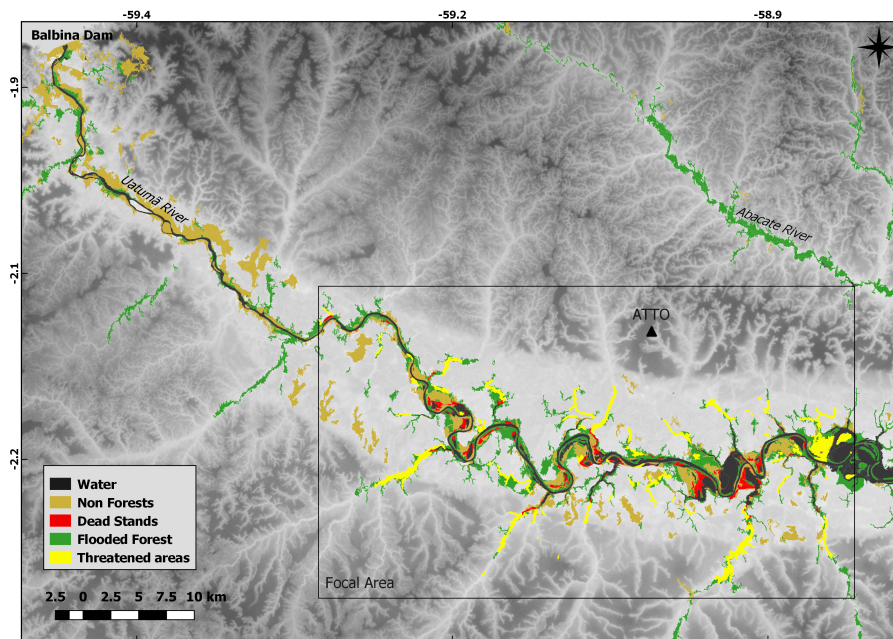 -59.4
-59.2
-58.9
Balbina Dam
-1.9
Uatumã River
Abacate River
-2.1
ATTO
-2.2
Water
Non Forests
Dead Stands
Flooded Forest
Threatened areas
Focal Area
2.5 0 2.5 5 7.5 10 km